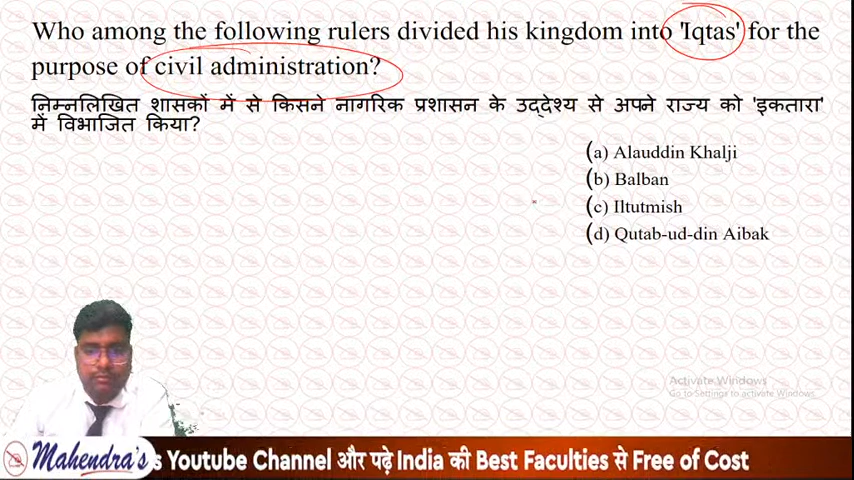 Who among the following rulers divided his kingdom into 'Iqtas' for the
purpose of civil administration?
निम्नलिखित शासकों में से किसने नागरिक प्रशासन के उद्देश्य से अपने राज्य को 'इकतारा'
में विभाजित किया?
(a) Alauddin Khalji
(b) Balban
(c) Iltutmish
(d) Qutab-ud-din Aibak
Activate Windows
Go to Settings to activate Windows.
Mahendra's s Youtube Channel और पढ़े India की Best Faculties से Free of Cost